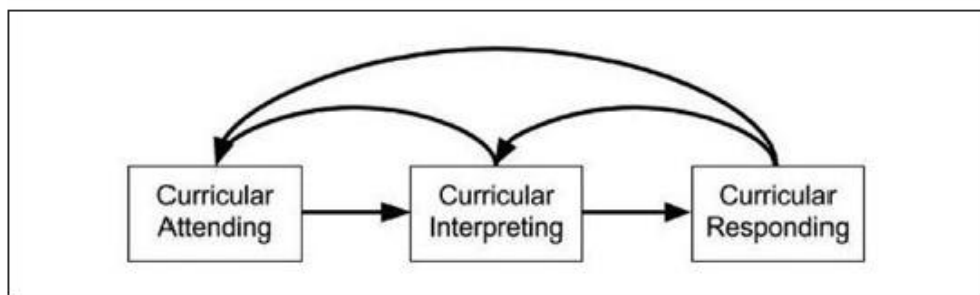 Curricular
Attending
Curricular
Interpreting
Curricular
Responding